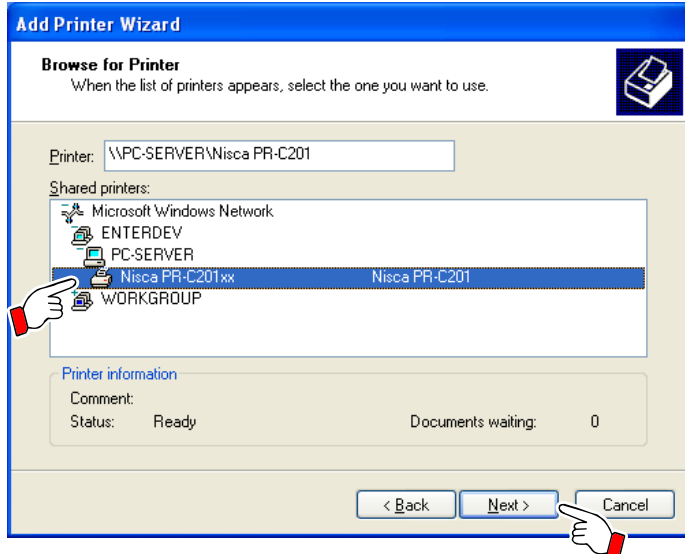 Add Printer Wizard
Browse for Printer
When the list of printers appears, select the one you want to use.
Printer: \\PC-SERVER\Nisca PR-C201
Shared printers:
Microsoft Windows Network
ENTERDEV
PC-SERVER
Nisca PR-C201xx Nisca PR-C201
WORKGROUP
Printer information
Comment:
Status: Ready Documents waiting: 0
< Back Next > Cancel